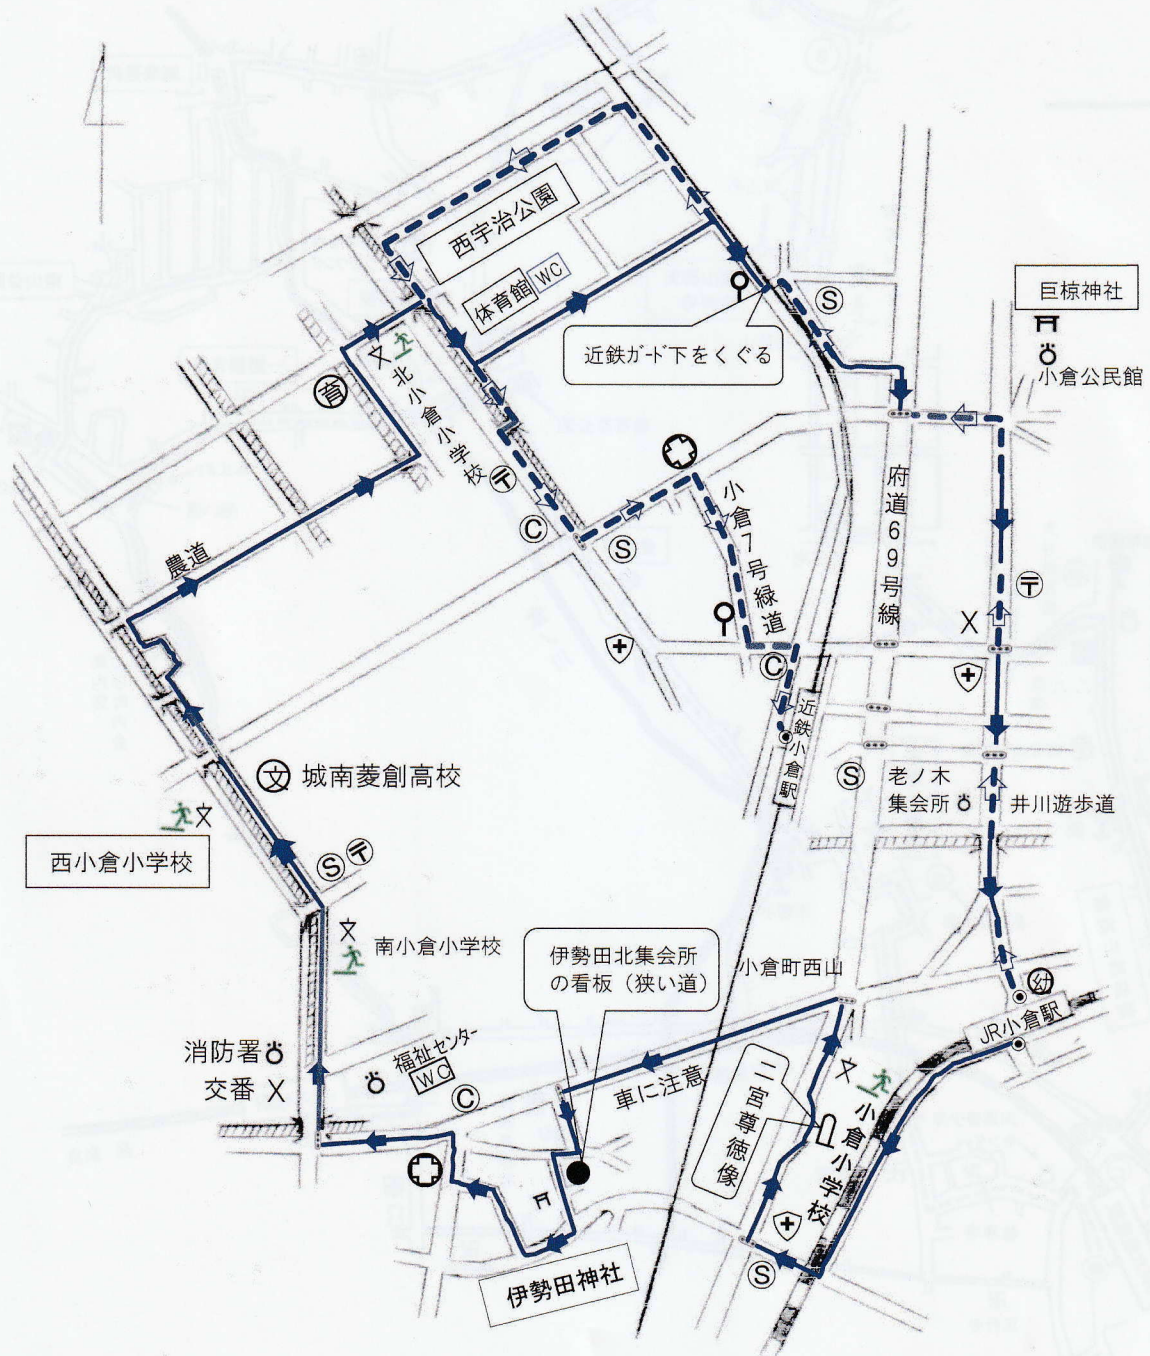 西宇治公園
体育館
WC
近鉄ガード下をくぐる
巨椋神社
小倉公民館
育
北小倉小学校
〒
C
S
S
小倉7号緑道
府道69号線
〒
X
農道
C
近鉄小倉駅
文
城南菱創高校
S
老ノ木
集会所
井川遊歩道
文
西小倉小学校
S
〒
文
南小倉小学校
伊勢田北集会所
の看板(狭い道)
小倉町西山
幼
JR小倉駅
消防署
交番 X
福祉センター
WC
C
車に注意
二宮尊徳像
文
小倉小学校
S
伊勢田神社